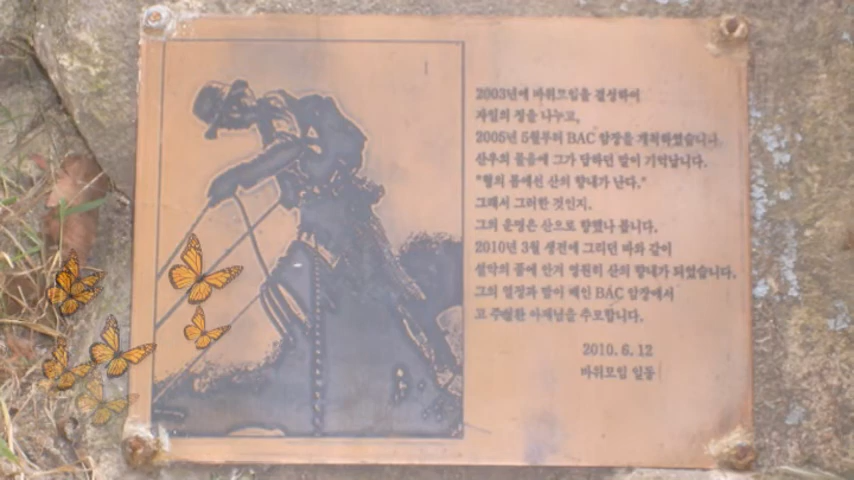 2003년에 바위모임을 결성하여
자일의 정을 나누고,
2005년 5월부터 BAC 암장을 개척하였습니다.
산우의 물음에 그가 답하던 말이 기억납니다.
"형의 몸에선 산의 향내가 난다."
그래서 그러한 것인지.
그의 운명은 산으로 향했나 봅니다.
2010년 3월 생전에 그리던 바와 같이
설악의 품에 안겨 영원히 산의 향내가 되었습니다.
그의 열정과 땀이 배인 BAC 암장에서
고 아재님을 추모합니다.
2010. 6. 12
바위모임 일동